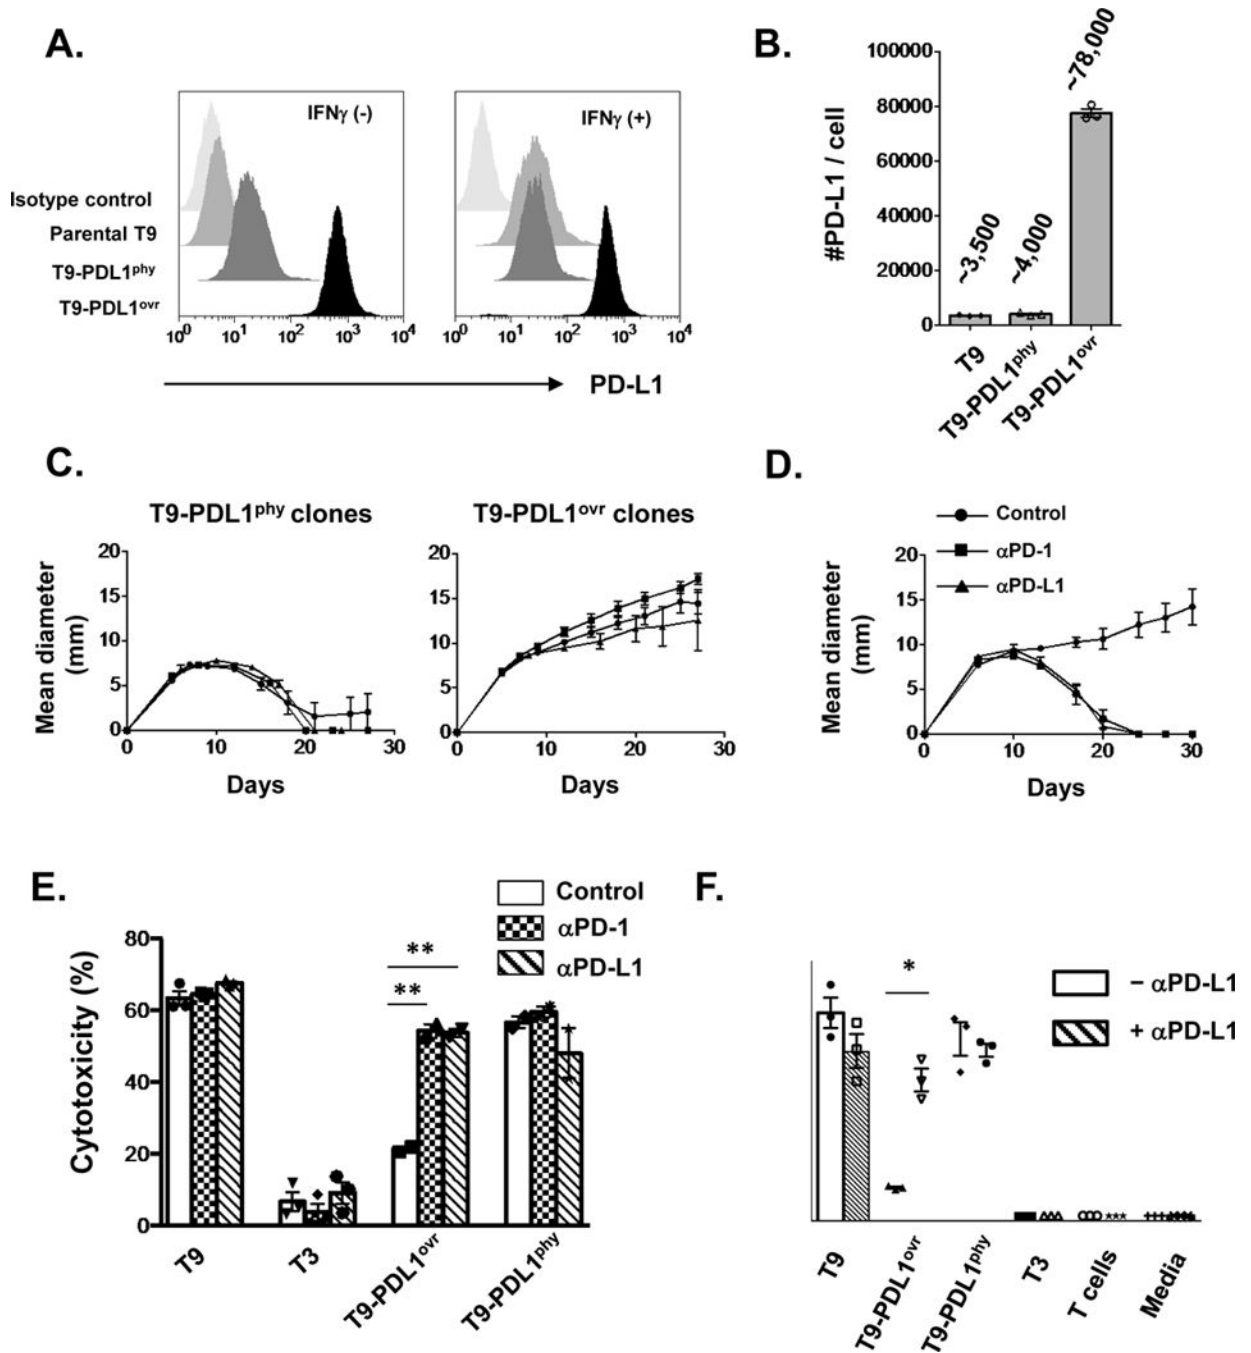 A.
IFNγ (-)
IFNγ (+)
Isotype control
Parental T9
T9-PDL1phy
T9-PDL1ovr
10⁰ 10¹ 10² 10³ 10⁴
10⁰ 10¹ 10² 10³ 10⁴
PD-L1
B.
#PD-L1 / cell
100000
80000
60000
40000
20000
0
~3,500
~4,000
~78,000
T9
T9-PDL1phy
T9-PDL1ovr
C.
T9-PDL1phy clones
Mean diameter
(mm)
20
15
10
5
0
0 10 20 30
Days
T9-PDL1ovr clones
20
15
10
5
0
0 10 20 30
Days
D.
Control
αPD-1
αPD-L1
Mean diameter
(mm)
20
15
10
5
0
0 10 20 30
Days
E.
Control
αPD-1
αPD-L1
Cytotoxicity (%)
80
60
40
20
0
**
**
T9
T3
T9-PDL1ovr
T9-PDL1phy
F.
*
− αPD-L1
+ αPD-L1
T9
T9-PDL1ovr
T9-PDL1phy
T3
T cells
Media